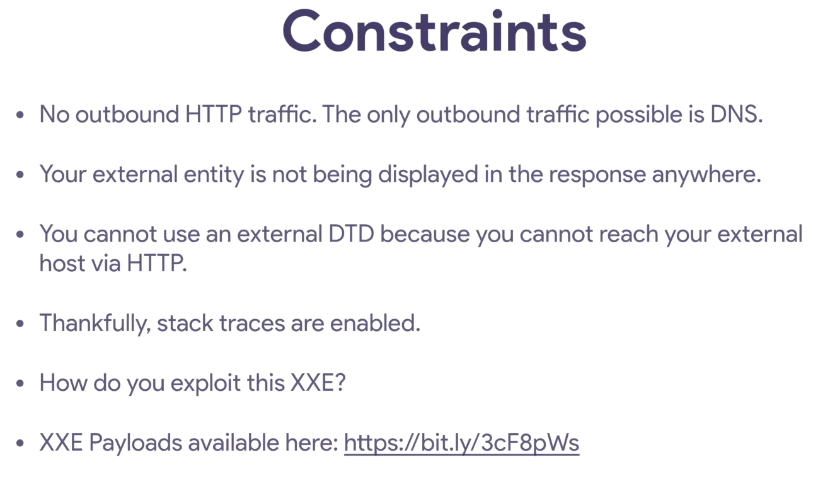 Constraints
• No outbound HTTP traffic. The only outbound traffic possible is DNS.
• Your external entity is not being displayed in the response anywhere.
• You cannot use an external DTD because you cannot reach your external
host via HTTP.
• Thankfully, stack traces are enabled.
• How do you exploit this XXE?
• XXE Payloads available here: https://bit.ly/3cF8pWs